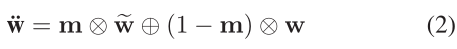 ẅ = m ⊗ w̃ ⊕ (1 − m) ⊗ w (2)